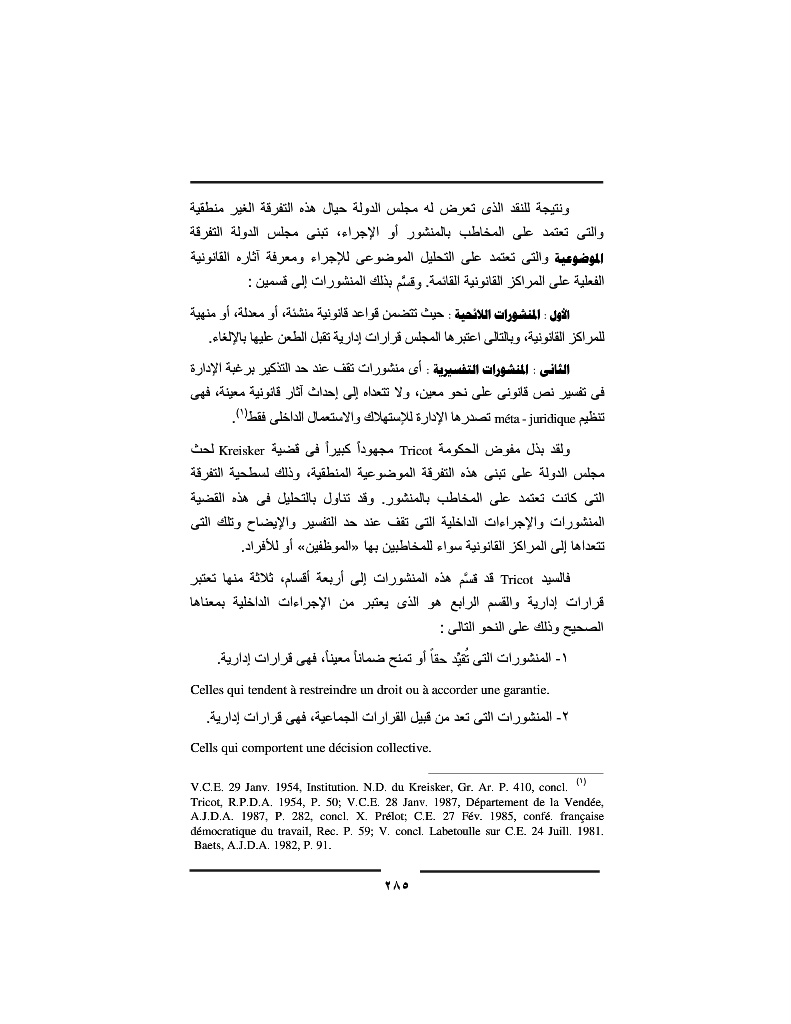 ونتيجة للنقد الذى تعرض له مجلس الدولة حيال هذه التفرقة الغير منطقية
والتى تعتمد على المخاطب بالمنشور أو الإجراء، تبنى مجلس الدولة التفرقة
الموضوعية والتى تعتمد على التحليل الموضوعى للإجراء ومعرفة آثاره القانونية
الفعلية على المراكز القانونية القائمة. وقسَّم بذلك المنشورات إلى قسمين :
الأول : المنشورات اللائحية : حيث تتضمن قواعد قانونية منشئة، أو معدلة، أو منهية
للمراكز القانونية، وبالتالى اعتبرها المجلس قرارات إدارية تقبل الطعن عليها بالإلغاء.
الثانى : المنشورات التفسيرية : أى منشورات تقف عند حد التذكير برغبة الإدارة
فى تفسير نص قانونى على نحو معين، ولا تتعداه إلى إحداث آثار قانونية معينة، فهى
تنظيم méta - juridique تصدرها الإدارة للإستهلاك والاستعمال الداخلى فقط(١).
ولقد بذل مفوض الحكومة Tricot مجهوداً كبيراً فى قضية Kreisker لحث
مجلس الدولة على تبنى هذه التفرقة الموضوعية المنطقية، وذلك لسطحية التفرقة
التى كانت تعتمد على المخاطب بالمنشور. وقد تناول بالتحليل فى هذه القضية
المنشورات والإجراءات الداخلية التى تقف عند حد التفسير والإيضاح وتلك التى
تتعداها إلى المراكز القانونية سواء للمخاطبين بها «الموظفين» أو للأفراد.
فالسيد Tricot قد قسَّم هذه المنشورات إلى أربعة أقسام، ثلاثة منها تعتبر
قرارات إدارية والقسم الرابع هو الذى يعتبر من الإجراءات الداخلية بمعناها
الصحيح وذلك على النحو التالى :
١- المنشورات التى تُقيِّد حقاً أو تمنح ضماناً معيناً، فهى قرارات إدارية.
Celles qui tendent à restreindre un droit ou à accorder une garantie.
٢- المنشورات التى تعد من قبيل القرارات الجماعية، فهى قرارات إدارية.
Cells qui comportent une décision collective.
V.C.E. 29 Janv. 1954, Institution. N.D. du Kreisker, Gr. Ar. P. 410, concl. (١)
Tricot, R.P.D.A. 1954, P. 50; V.C.E. 28 Janv. 1987, Département de la Vendée,
A.J.D.A. 1987, P. 282, concl. X. Prélot; C.E. 27 Fév. 1985, confé. française
démocratique du travail, Rec. P. 59; V. concl. Labetoulle sur C.E. 24 Juill. 1981.
Baets, A.J.D.A. 1982, P. 91.
٢٨٥